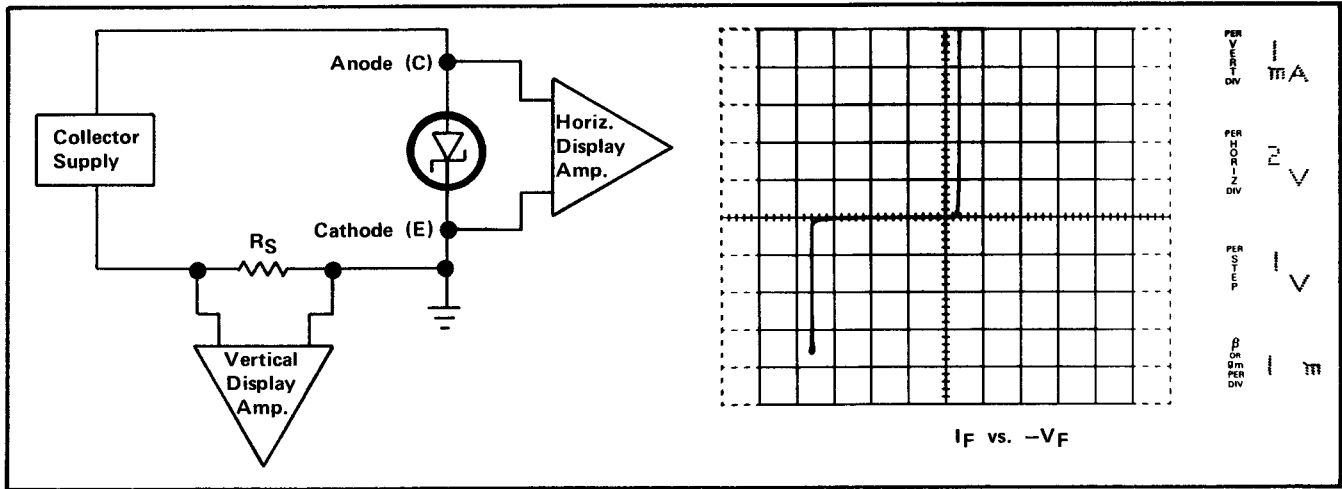 Anode (C)
Collector
Supply
Horiz.
Display
Amp.
Cathode (E)
RS
Vertical
Display
Amp.
PER
VERT
DIV
1
mA
PER
HORIZ
DIV
2
V
PER
STEP
1
V
β
OR
gm
PER
DIV
1 m
IF vs. −VF